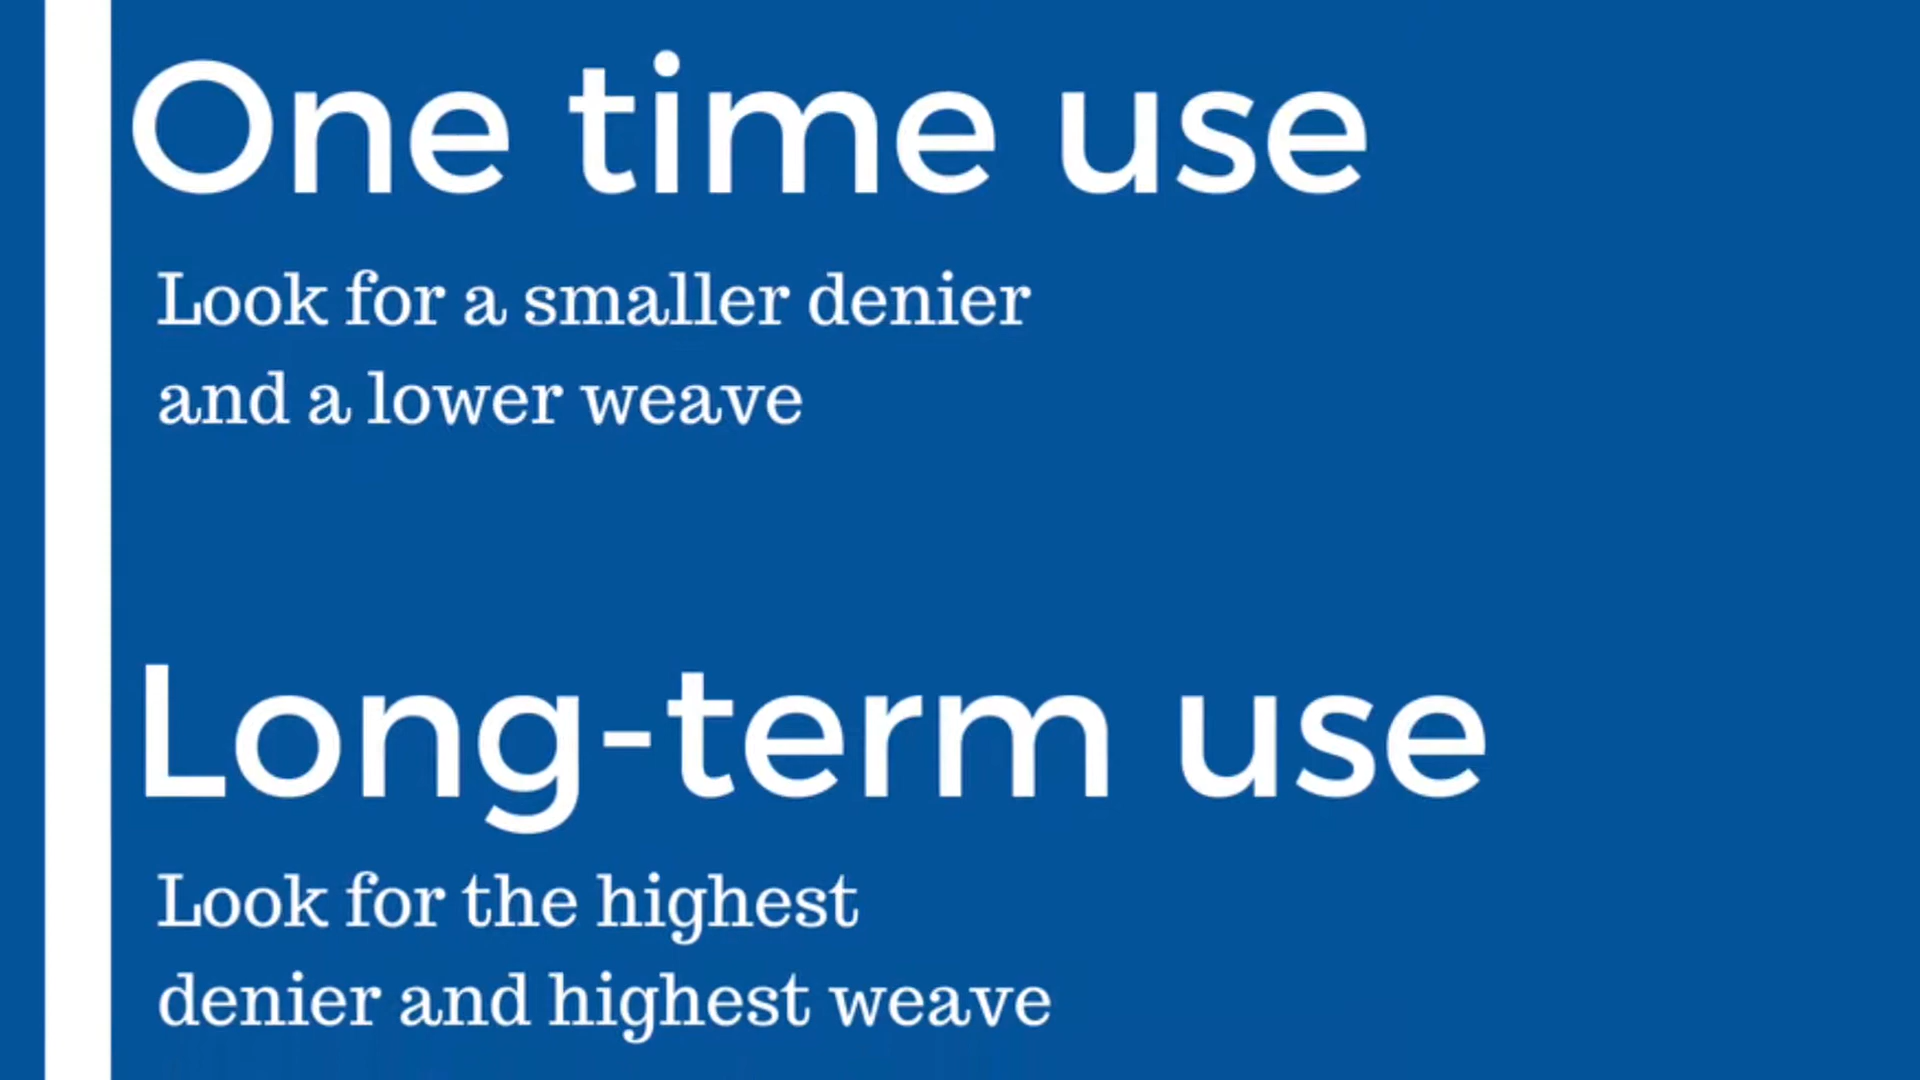 One time use
Look for a smaller denier
and a lower weave
Long-term use
Look for the highest
denier and highest weave